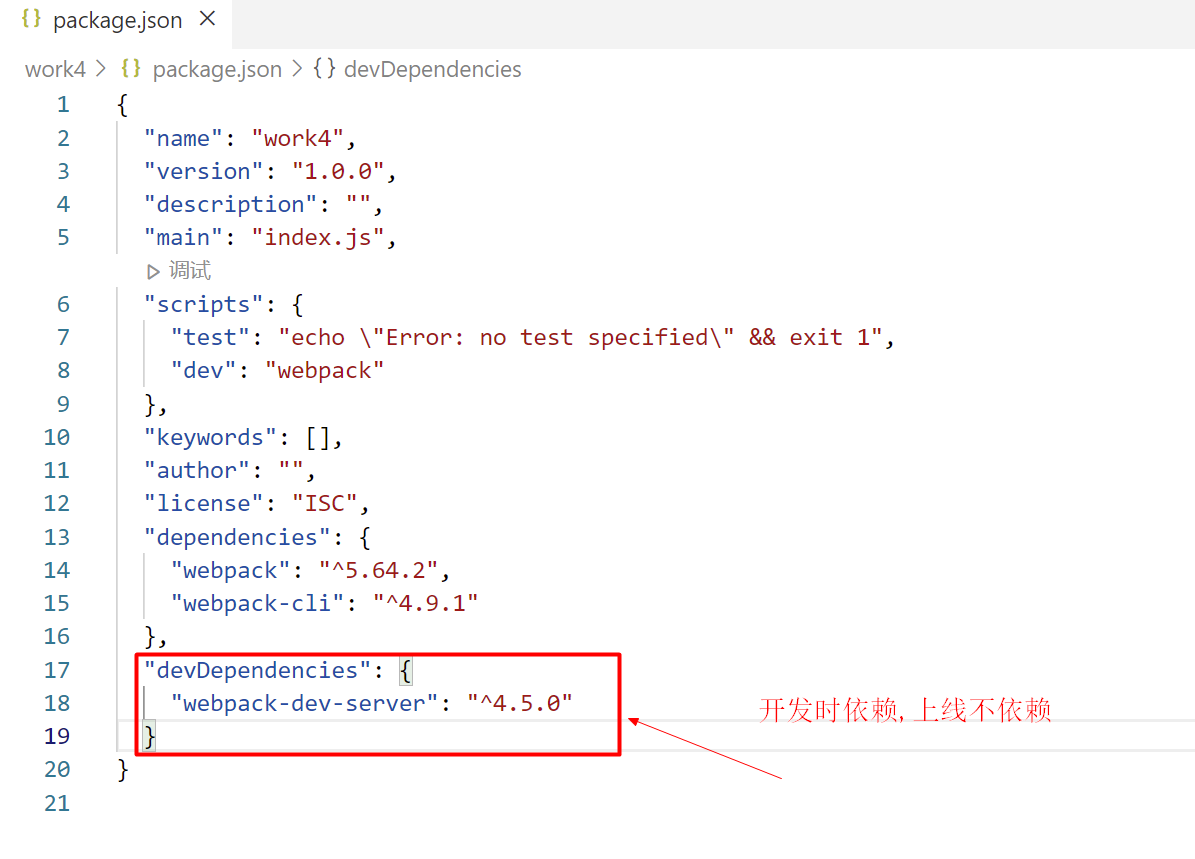 {} package.json ×
work4 > {} package.json > {} devDependencies
1 {
2 "name": "work4",
3 "version": "1.0.0",
4 "description": "",
5 "main": "index.js",
▷ 调试
6 "scripts": {
7 "test": "echo \"Error: no test specified\" && exit 1",
8 "dev": "webpack"
9 },
10 "keywords": [],
11 "author": "",
12 "license": "ISC",
13 "dependencies": {
14 "webpack": "^5.64.2",
15 "webpack-cli": "^4.9.1"
16 },
17 "devDependencies": {
18 "webpack-dev-server": "^4.5.0"
开发时依赖,上线不依赖
19 }
20 }
21